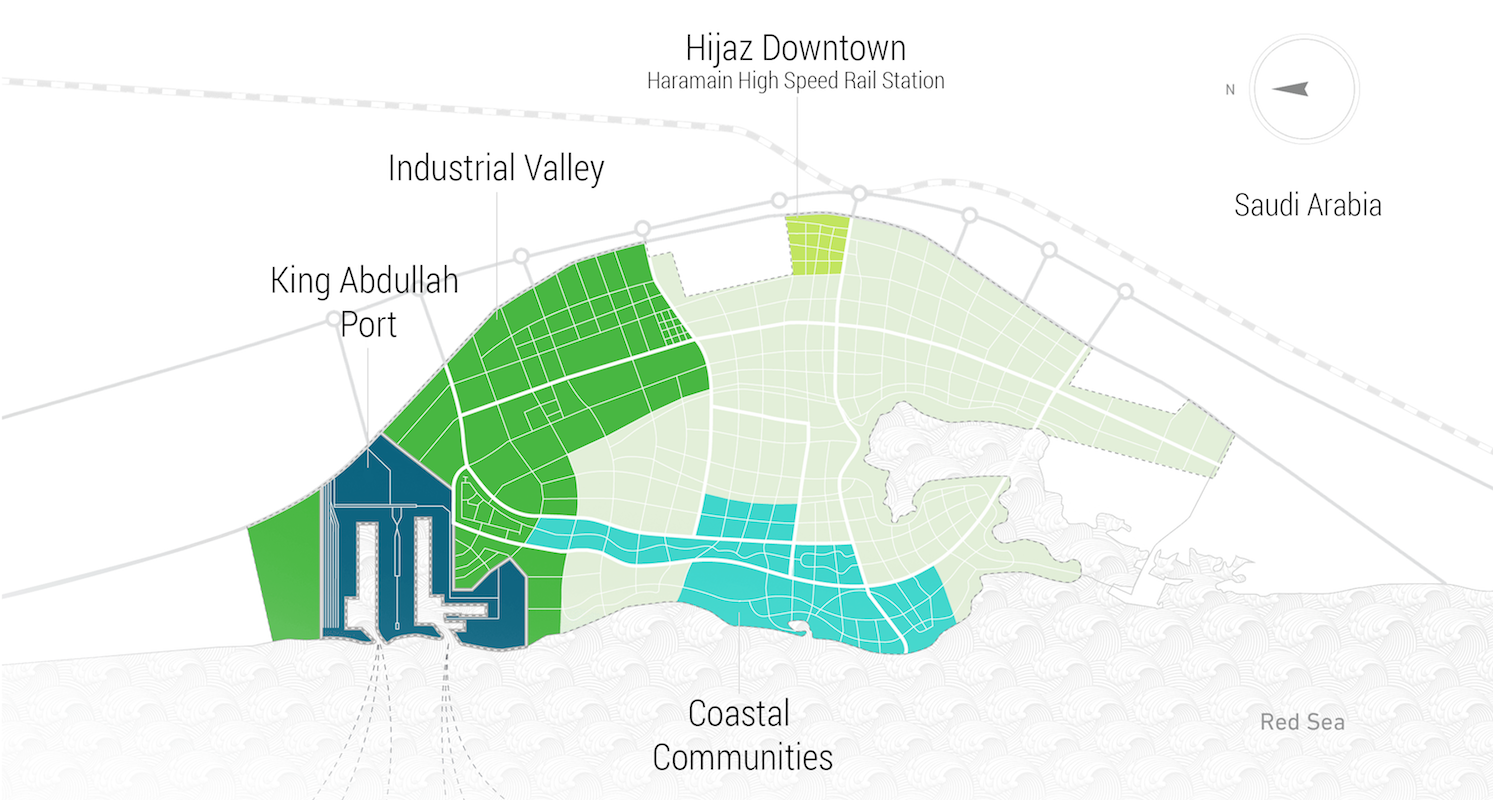 Hijaz Downtown
Haramain High Speed Rail Station
N
Industrial Valley
Saudi Arabia
King Abdullah
Port
Coastal
Communities
Red Sea